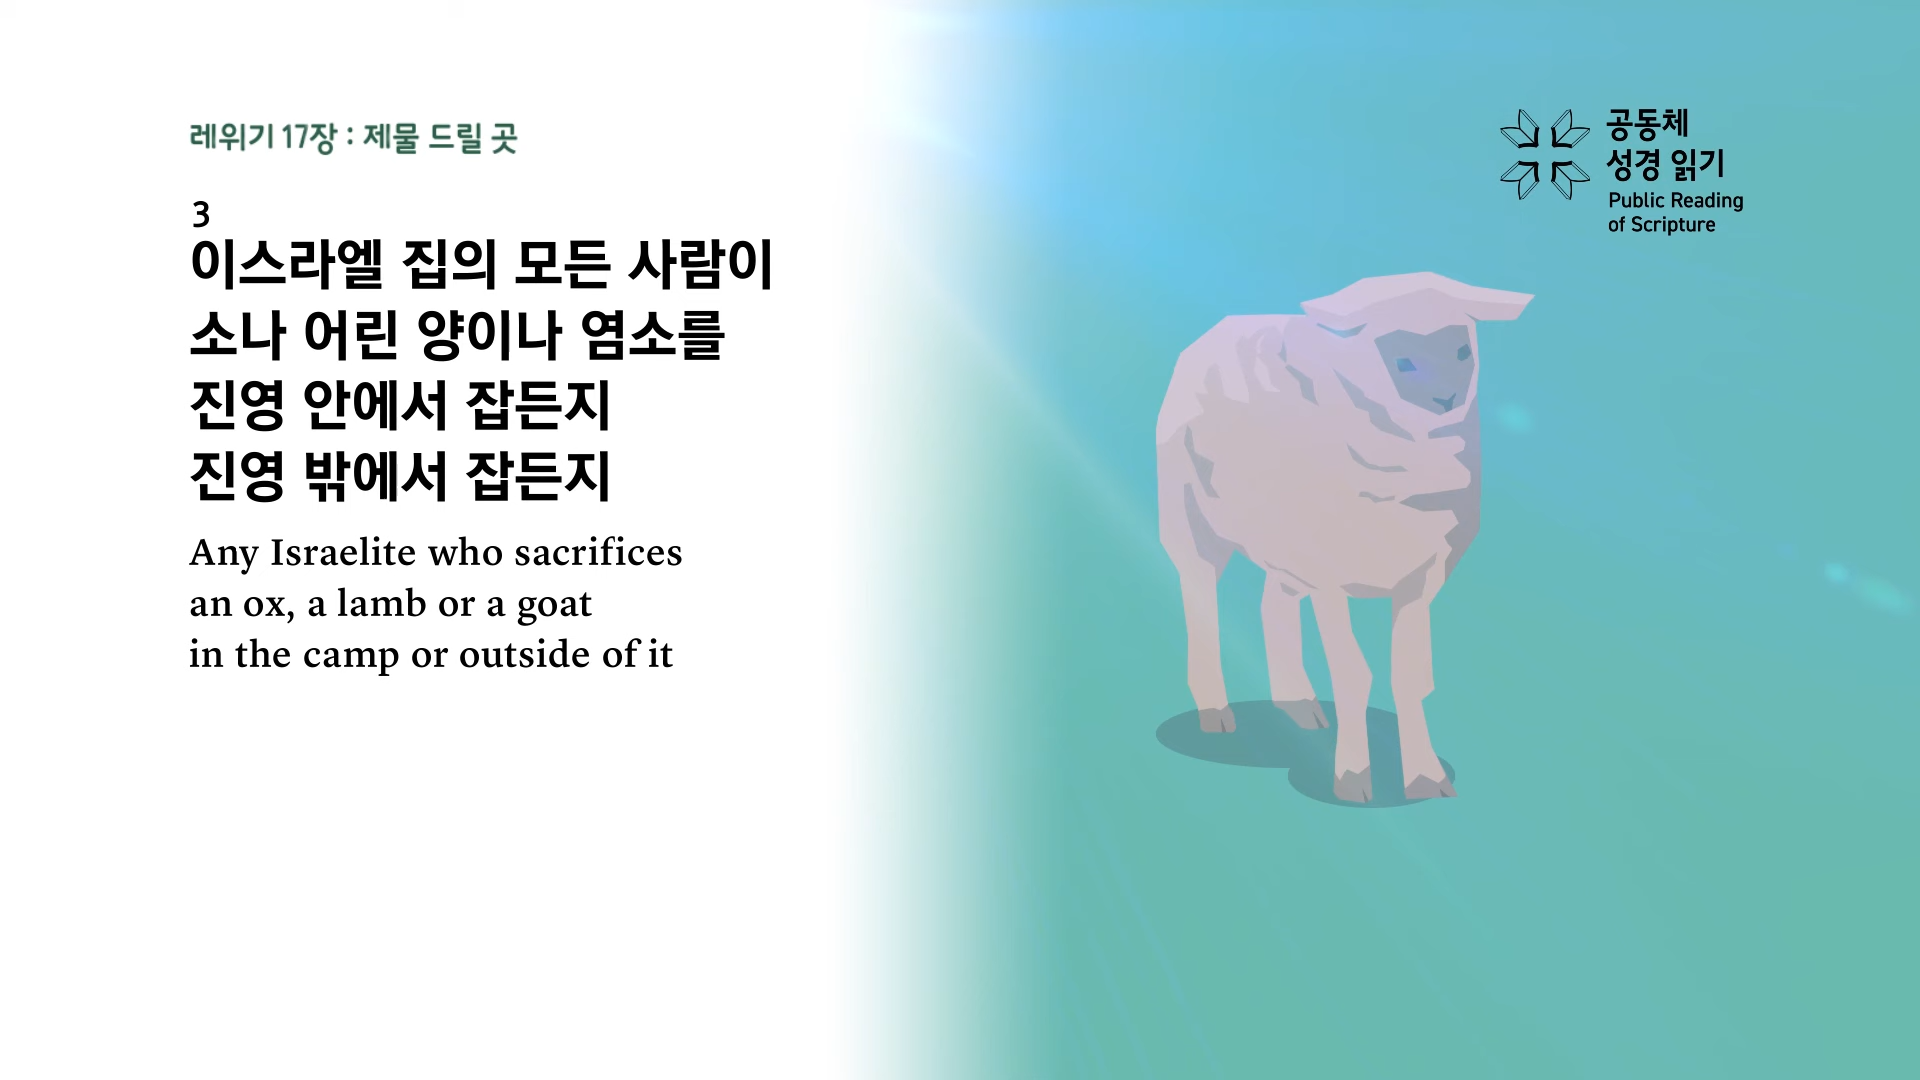 레위기 17장 : 제물 드릴 곳
3
이스라엘 집의 모든 사람이
소나 어린 양이나 염소를
진영 안에서 잡든지
진영 밖에서 잡든지
Any Israelite who sacrifices
an ox, a lamb or a goat
in the camp or outside of it
공동체
성경 읽기
Public Reading
of Scripture